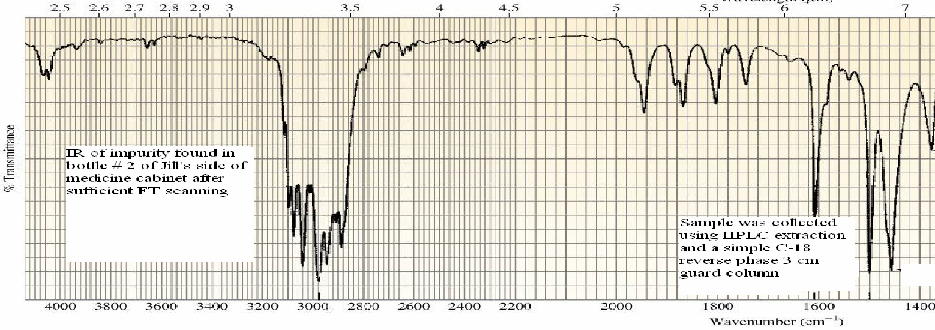 2.5 2.6 2.7 2.8 2.9 3 3.5 4 4.5 5 5.5 6 7
% Transmittance
IR of impurity found in
bottle # 2 of Jill's side of
medicine cabinet after
sufficient FT scanning
Sample was collected
using HPLC extraction
and a simple C-18
reverse phase 3 cm
guard column
4000 3800 3600 3400 3200 3000 2800 2600 2400 2200 2000 1800 1600 1400
Wavenumber (cm⁻¹)